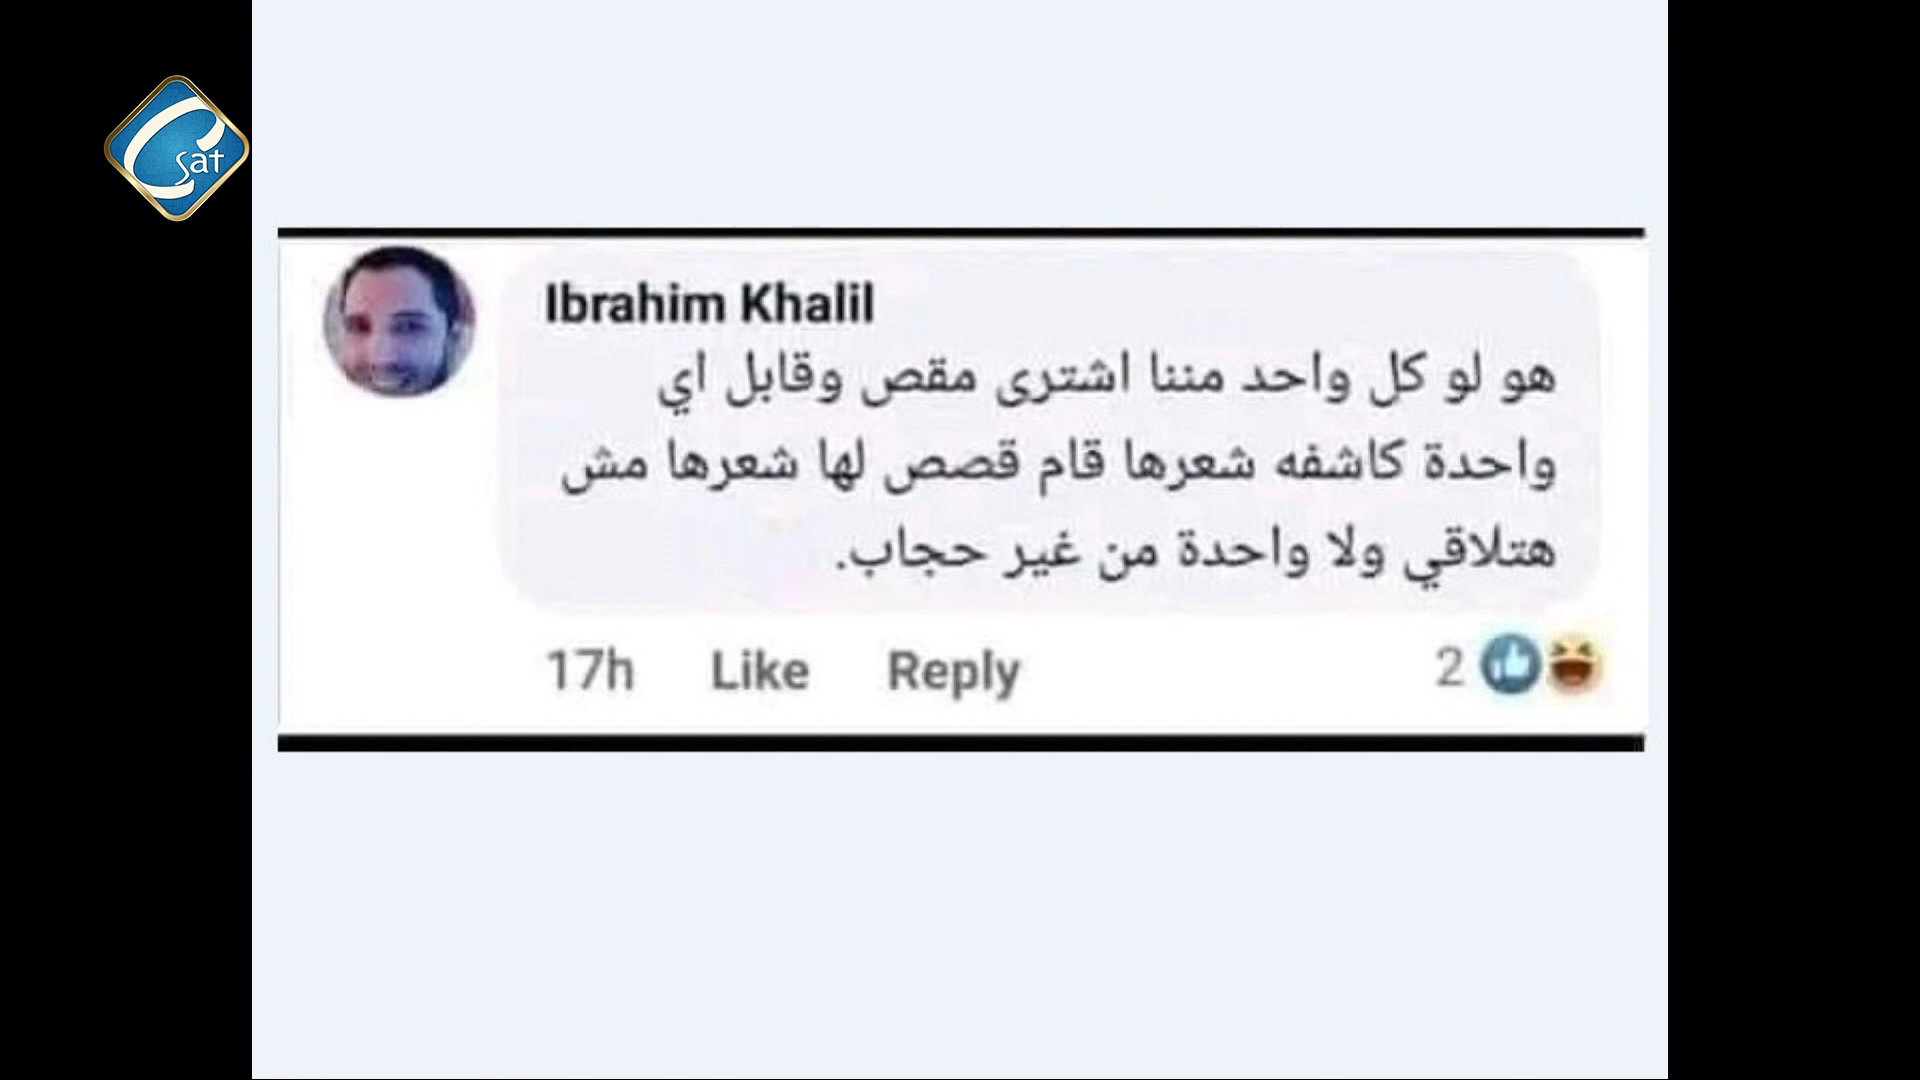 C sat
Ibrahim Khalil
هو لو كل واحد مننا اشترى مقص وقابل اي
واحدة كاشفه شعرها قام قصص لها شعرها مش
هتلاقي ولا واحدة من غير حجاب.
17h Like Reply 2